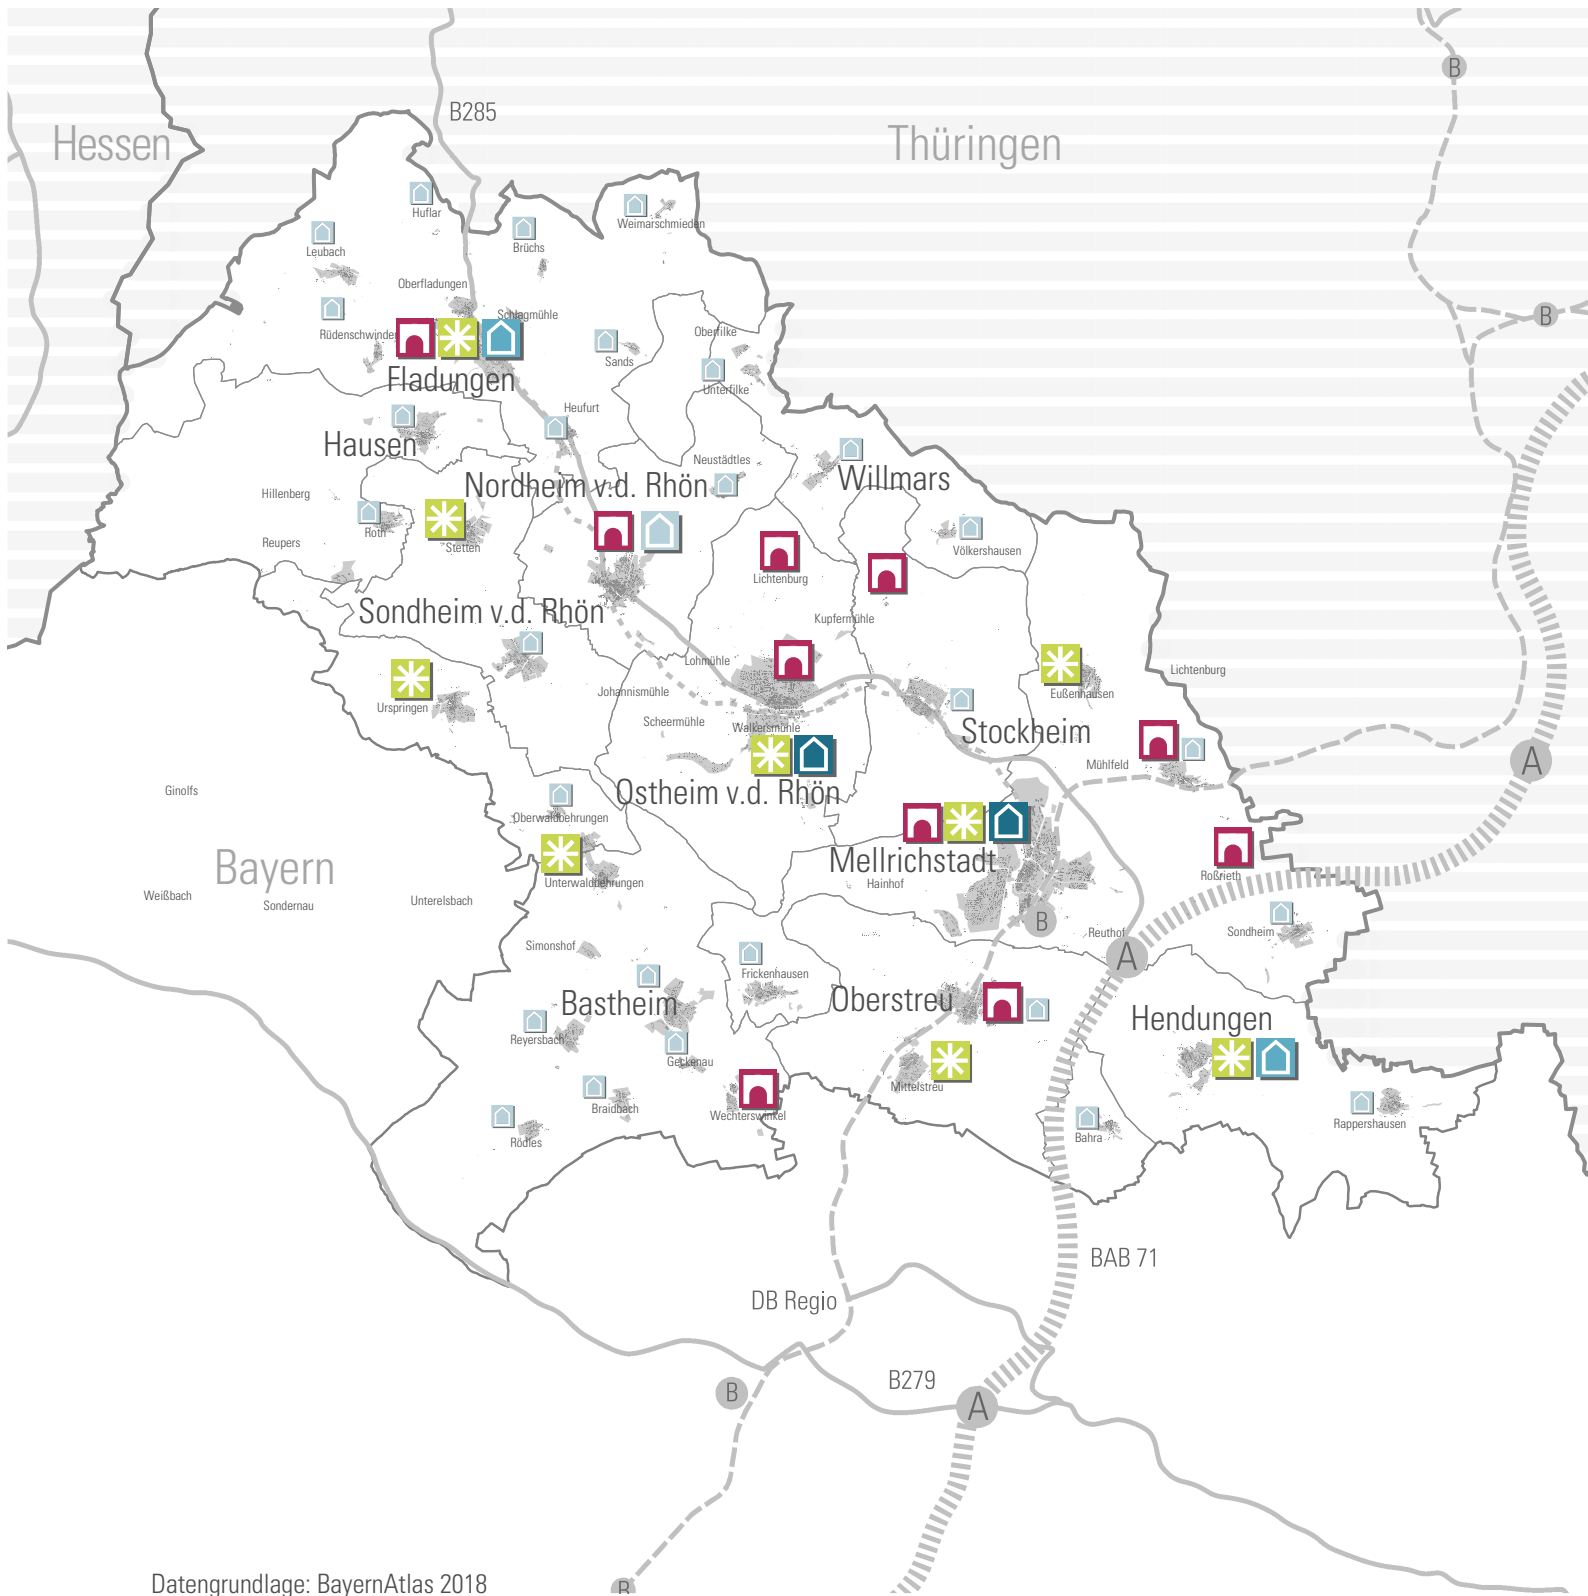 B
B285
Hessen
Thüringen
Huflar
Weimarschmieden
Leubach
Brüchs
Oberfladungen
Schlagmühle
B
Rüdenschwinden
Oberfilke
Sands
Fladungen
Unterfilke
Heufurt
Hausen
Neustädtles
Willmars
Nordheim v.d. Rhön
Hillenberg
Roth
Stetten
Reupers
Völkershausen
Lichtenburg
Sondheim v.d. Rhön
Kupfermühle
Lohmühle
Lichtenburg
Johannismühle
Eußenhausen
Urspringen
Scheermühle
Walkersmühle
Stockheim
Mühlfeld
A
Ginolfs
Ostheim v.d. Rhön
Oberwaldbehrungen
Bayern
Mellrichstadt
Hainhof
Unterwaldbehrungen
Roßrieth
Weißbach
Sondernau
Unterelsbach
B
Reuthof
Sondheim
Simonshof
A
Frickenhausen
Bastheim
Oberstreu
Hendungen
Reyersbach
Geckenau
Mittelstreu
Braidbach
Wechterswinkel
Rödles
Bahra
Rappershausen
BAB 71
DB Regio
B279
B
A
B
Datengrundlage: BayernAtlas 2018